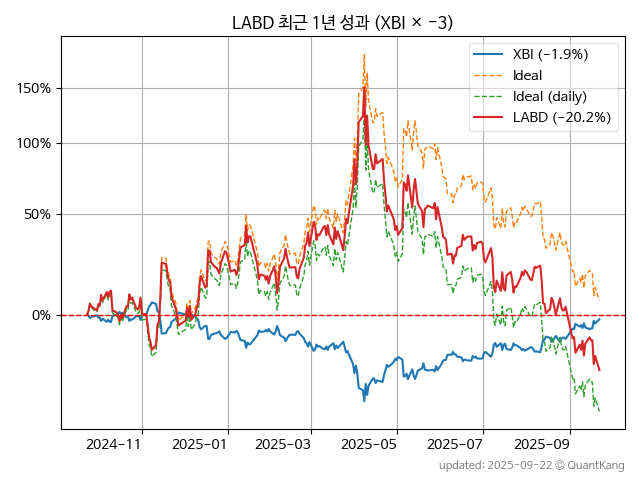 LABD 최근 1년 성과 (XBI × −3)
XBI (−1.9%)
Ideal
Ideal (daily)
LABD (−20.2%)
150%
100%
50%
0%
2024-11
2025-01
2025-03
2025-05
2025-07
2025-09
updated: 2025-09-22 © QuantKang